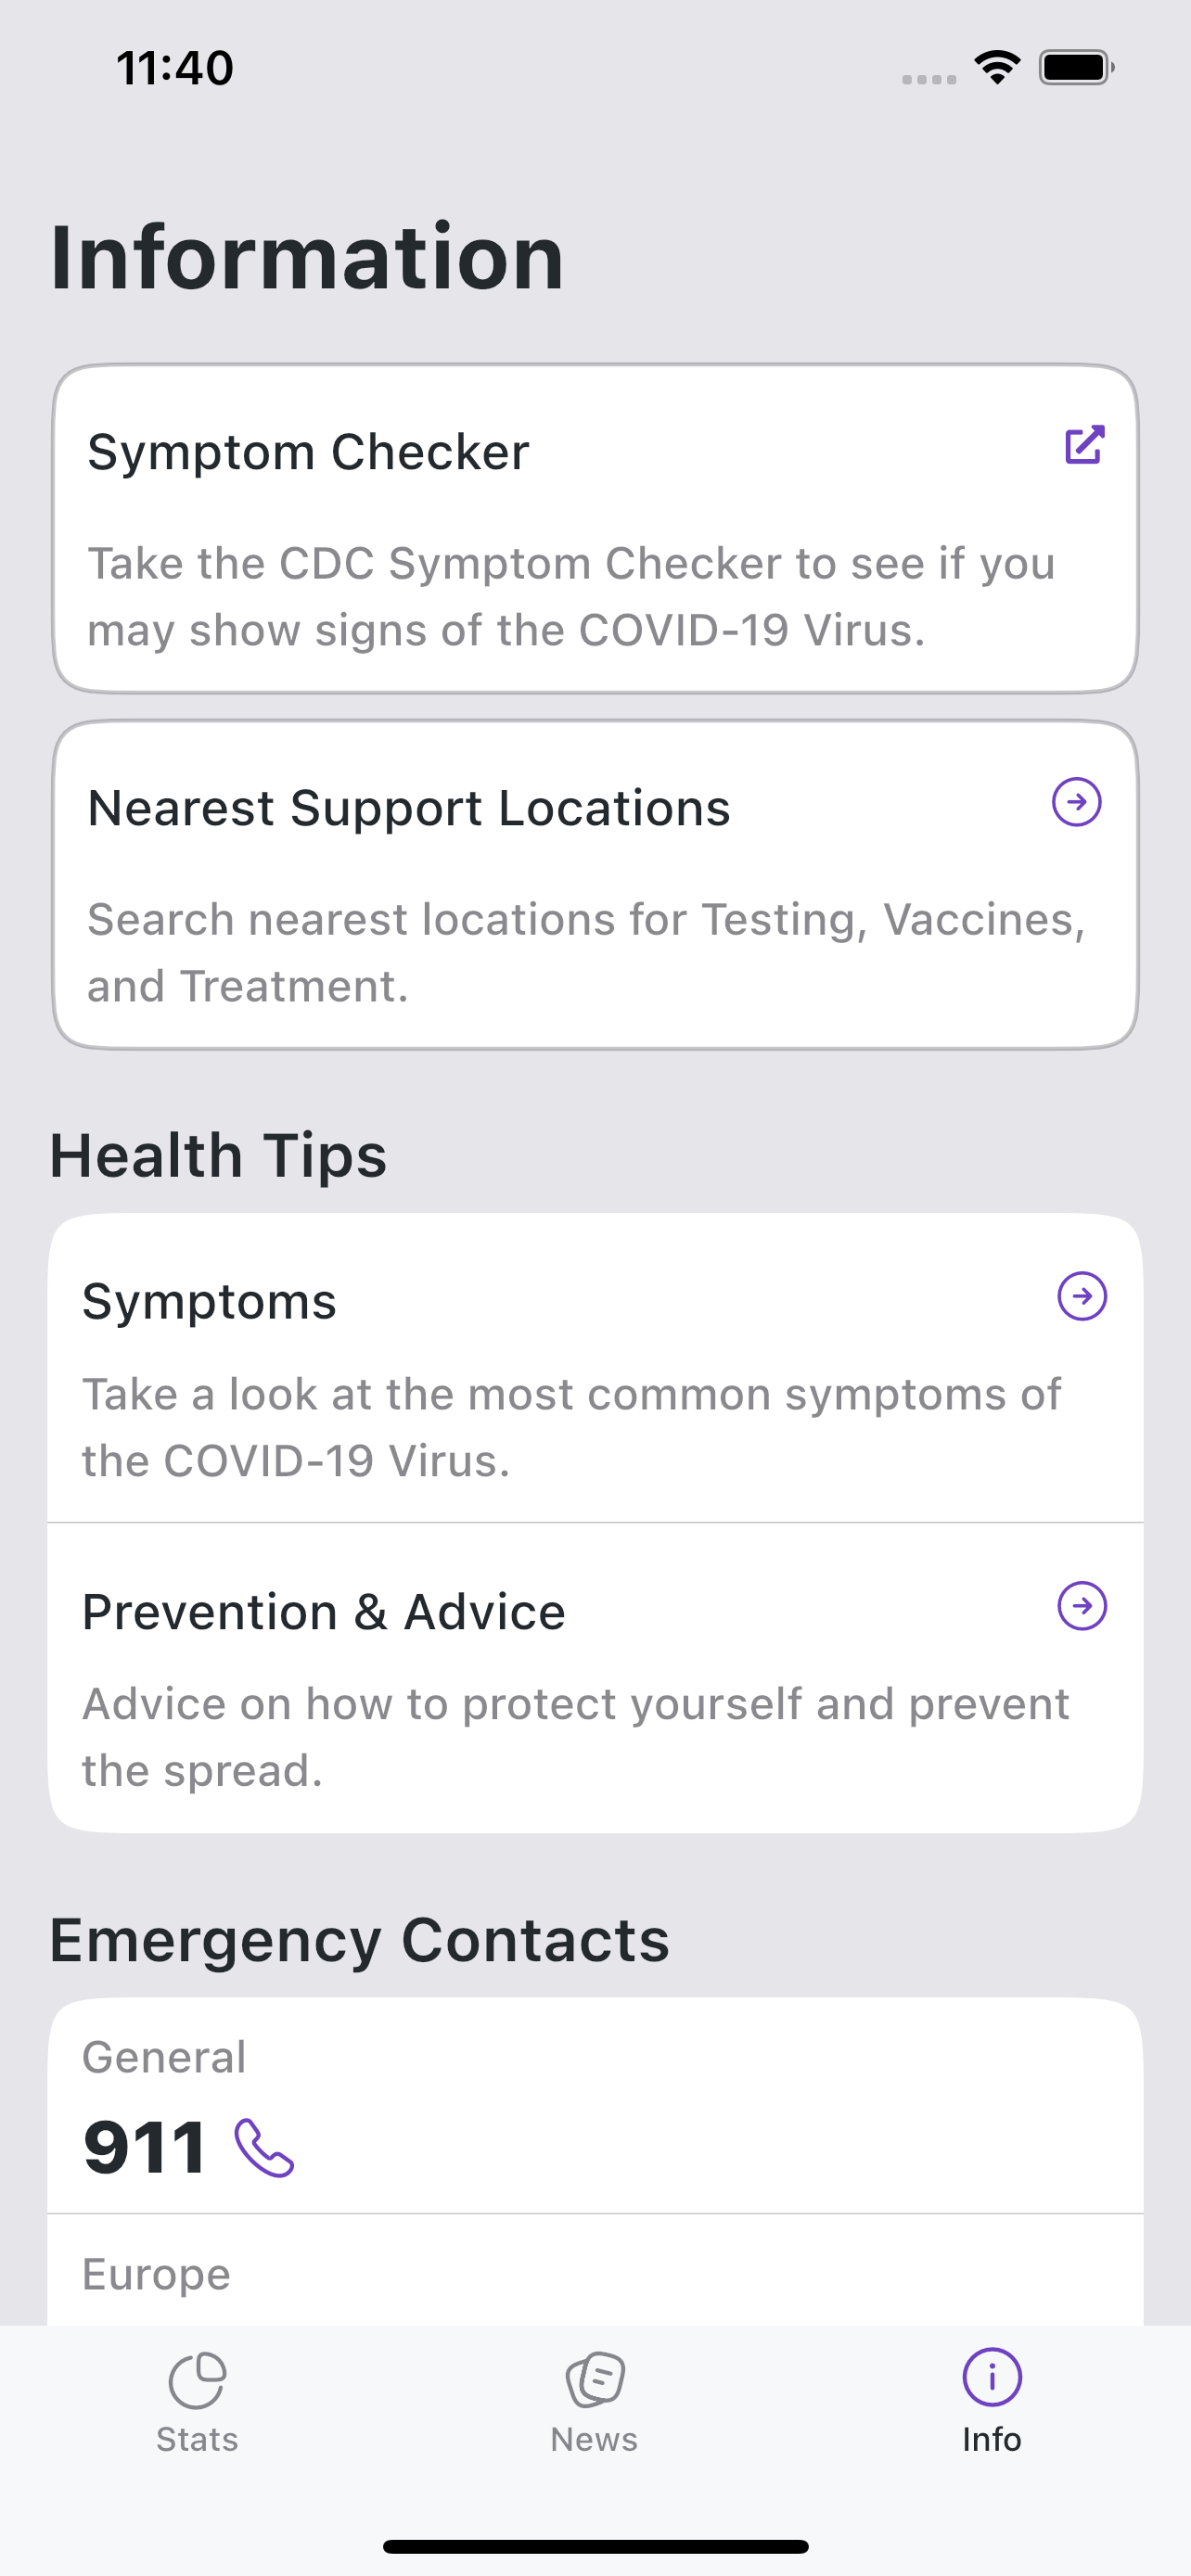 11:40
Information
Symptom Checker
Take the CDC Symptom Checker to see if you
may show signs of the COVID-19 Virus.
Nearest Support Locations
Search nearest locations for Testing, Vaccines,
and Treatment.
Health Tips
Symptoms
Take a look at the most common symptoms of
the COVID-19 Virus.
Prevention & Advice
Advice on how to protect yourself and prevent
the spread.
Emergency Contacts
General
911
Europe
Stats
News
Info